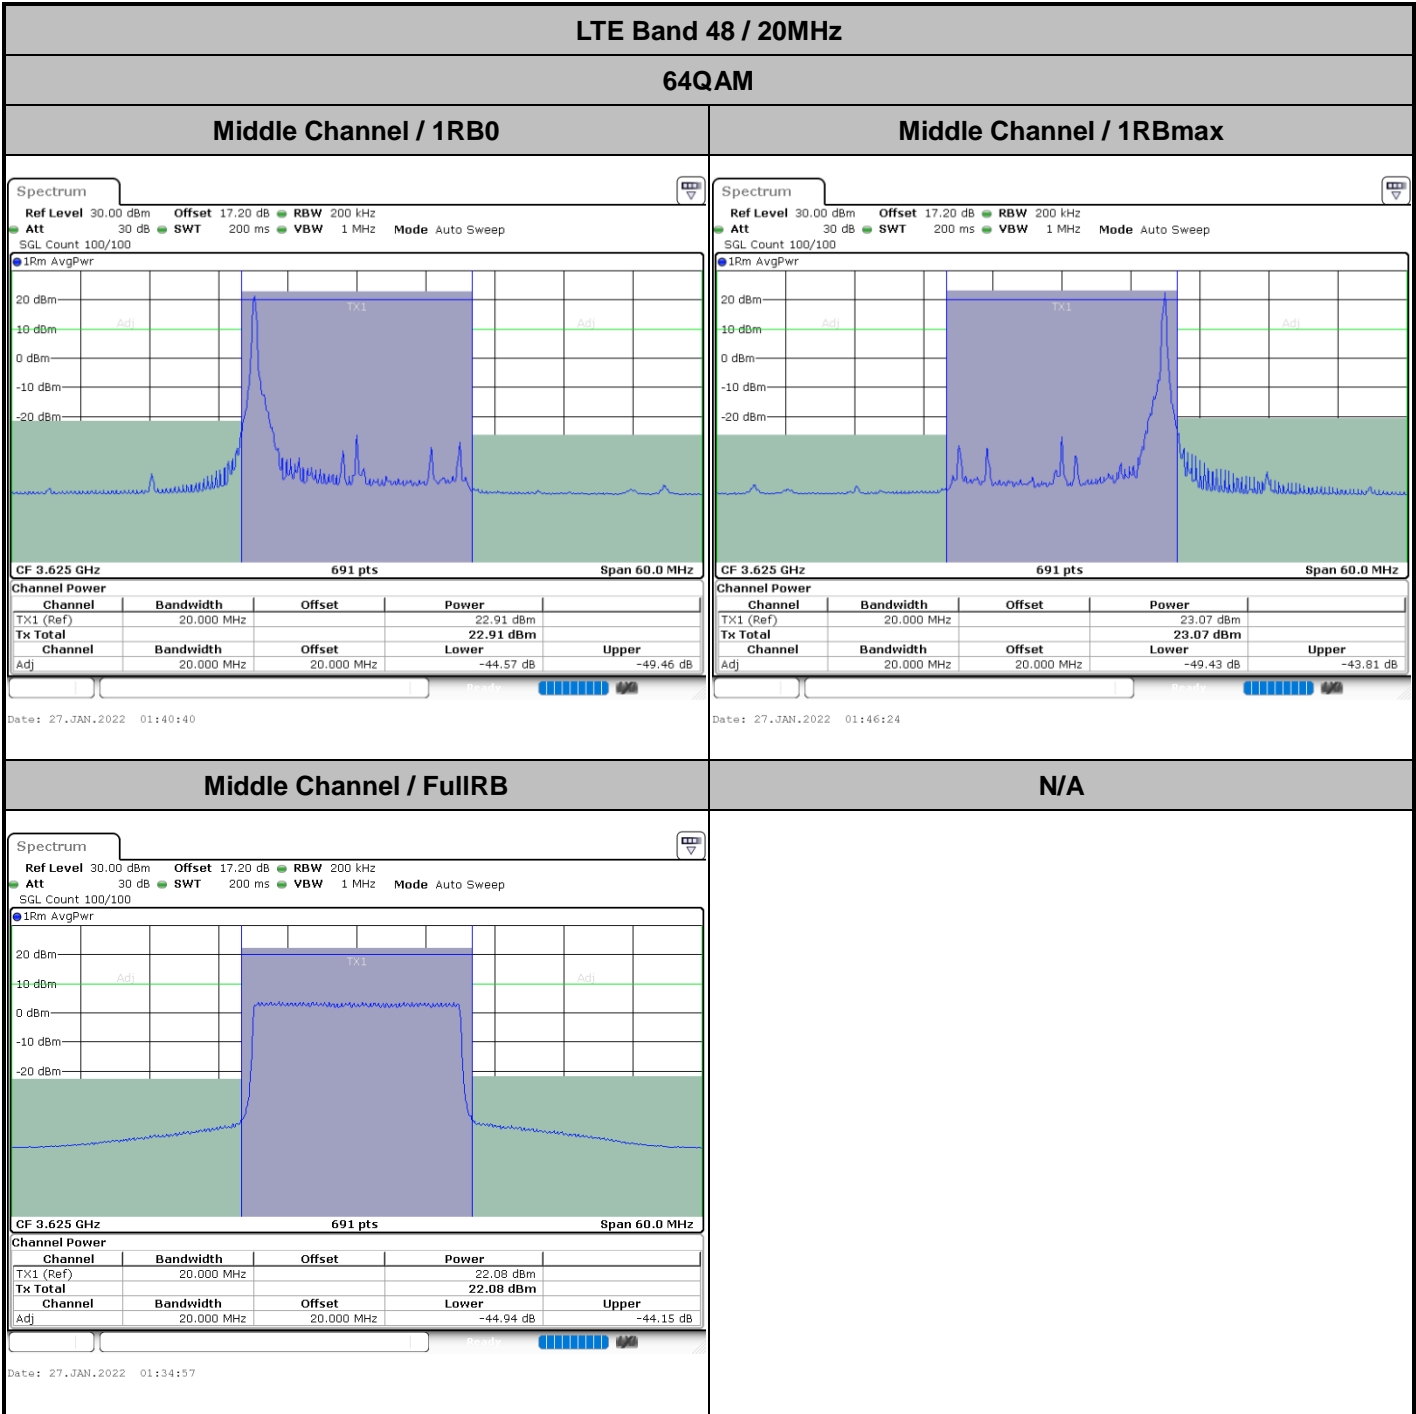 LTE Band 48 / 20MHz
64QAM
Middle Channel / 1RB0
Middle Channel / 1RBmax
Spectrum
Ref Level 30.00 dBm Offset 17.20 dB RBW 200 kHz
Att 30 dB SWT 200 ms VBW 1 MHz Mode Auto Sweep
SGL Count 100/100
1Rm AvgPwr
TX1
Adj
Adj
20 dBm
10 dBm
0 dBm
-10 dBm
-20 dBm
CF 3.625 GHz 691 pts Span 60.0 MHz
Channel Power
Channel Bandwidth Offset Power
TX1 (Ref) 20.000 MHz 22.91 dBm
Tx Total 22.91 dBm
Channel Bandwidth Offset Lower Upper
Adj 20.000 MHz 20.000 MHz -44.57 dB -49.46 dB
Ready
Date: 27.JAN.2022 01:40:40
Spectrum
Ref Level 30.00 dBm Offset 17.20 dB RBW 200 kHz
Att 30 dB SWT 200 ms VBW 1 MHz Mode Auto Sweep
SGL Count 100/100
1Rm AvgPwr
TX1
Adj
Adj
20 dBm
10 dBm
0 dBm
-10 dBm
-20 dBm
CF 3.625 GHz 691 pts Span 60.0 MHz
Channel Power
Channel Bandwidth Offset Power
TX1 (Ref) 20.000 MHz 23.07 dBm
Tx Total 23.07 dBm
Channel Bandwidth Offset Lower Upper
Adj 20.000 MHz 20.000 MHz -49.43 dB -43.81 dB
Ready
Date: 27.JAN.2022 01:46:24
Middle Channel / FullRB
N/A
Spectrum
Ref Level 30.00 dBm Offset 17.20 dB RBW 200 kHz
Att 30 dB SWT 200 ms VBW 1 MHz Mode Auto Sweep
SGL Count 100/100
1Rm AvgPwr
TX1
Adj
Adj
20 dBm
10 dBm
0 dBm
-10 dBm
-20 dBm
CF 3.625 GHz 691 pts Span 60.0 MHz
Channel Power
Channel Bandwidth Offset Power
TX1 (Ref) 20.000 MHz 22.08 dBm
Tx Total 22.08 dBm
Channel Bandwidth Offset Lower Upper
Adj 20.000 MHz 20.000 MHz -44.94 dB -44.15 dB
Ready
Date: 27.JAN.2022 01:34:57